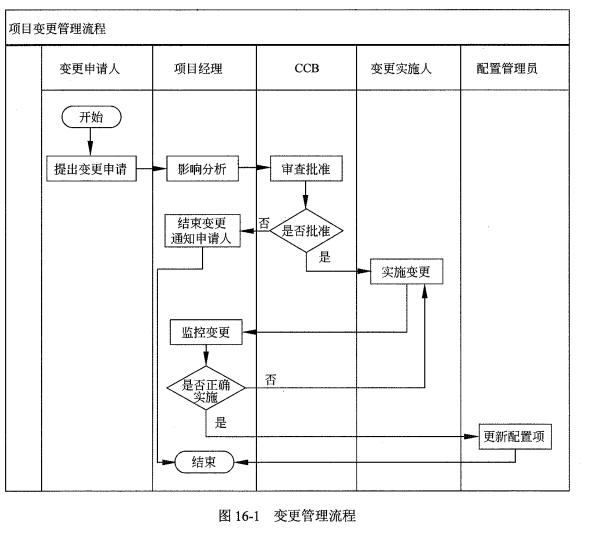 项目变更管理流程
变更申请人
项目经理
CCB
变更实施人
配置管理员
开始
提出变更申请
影响分析
审查批准
结束变更
通知申请人
否
是否批准
是
实施变更
监控变更
是否正确
实施
否
是
更新配置项
结束
图 16-1 变更管理流程